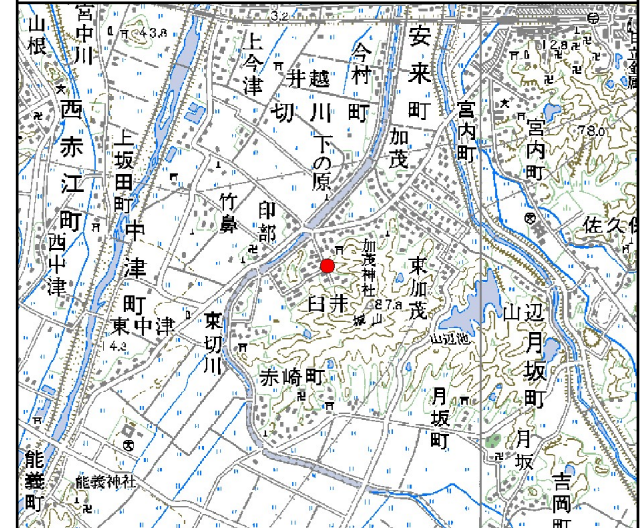 宮中川
山根
43.8
3.2
上今津
井切
越川
今村町
安来町
宮内町
12.8
宮内町
78.0
西赤江町
上坂田町
下の原
加茂
竹鼻
印部
佐久保
中津町
西中津
加茂神社
東加茂
臼井
87.8
城山
山辺
山辺池
月坂町
東中津
14.3
東切川
赤崎町
月坂町
月坂
能義町
能義神社
吉岡町